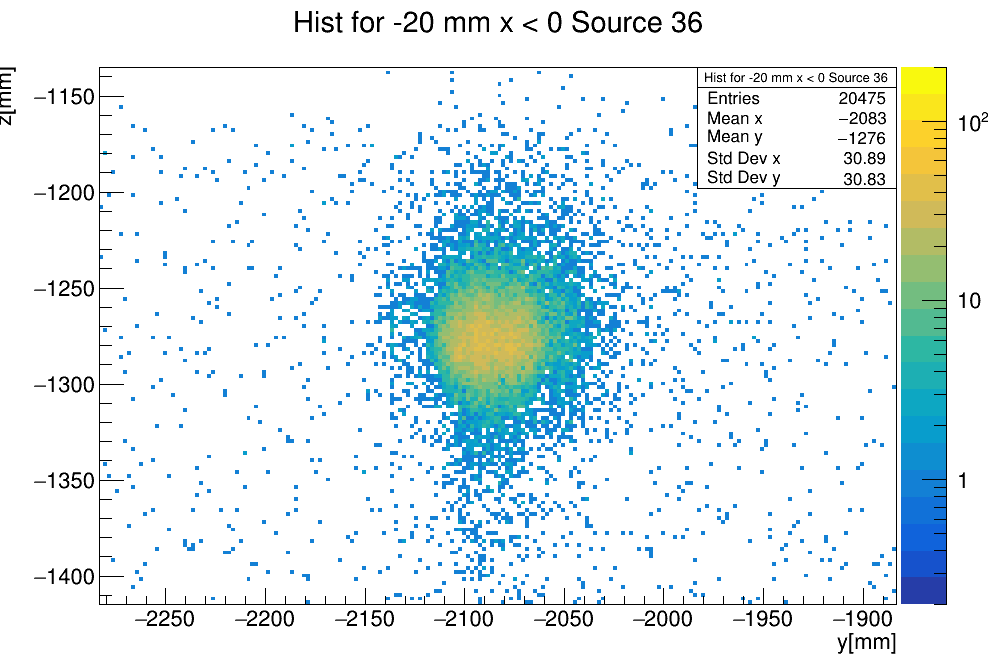 Hist for -20 mm x < 0 Source 36
z[mm]
Hist for -20 mm x < 0 Source 36
Entries 20475
Mean x −2083
Mean y −1276
Std Dev x 30.89
Std Dev y 30.83
−1150
−1200
−1250
−1300
−1350
−1400
10²
10
1
−2250 −2200 −2150 −2100 −2050 −2000 −1950 −1900
y[mm]